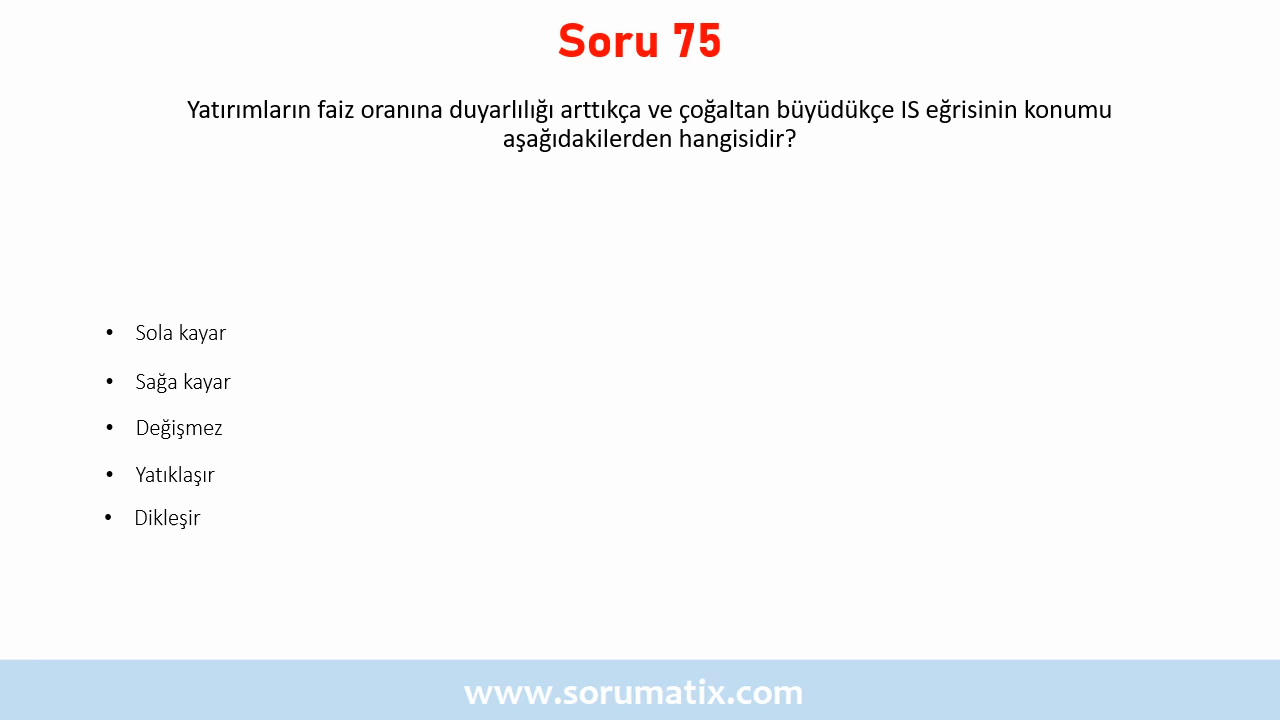 Soru 75
Yatırımların faiz oranına duyarlılığı arttıkça ve çoğaltan büyüdükçe IS eğrisinin konumu
aşağıdakilerden hangisidir?
• Sola kayar
• Sağa kayar
• Değişmez
• Yatıklaşır
• Dikleşir
www.sorumatix.com